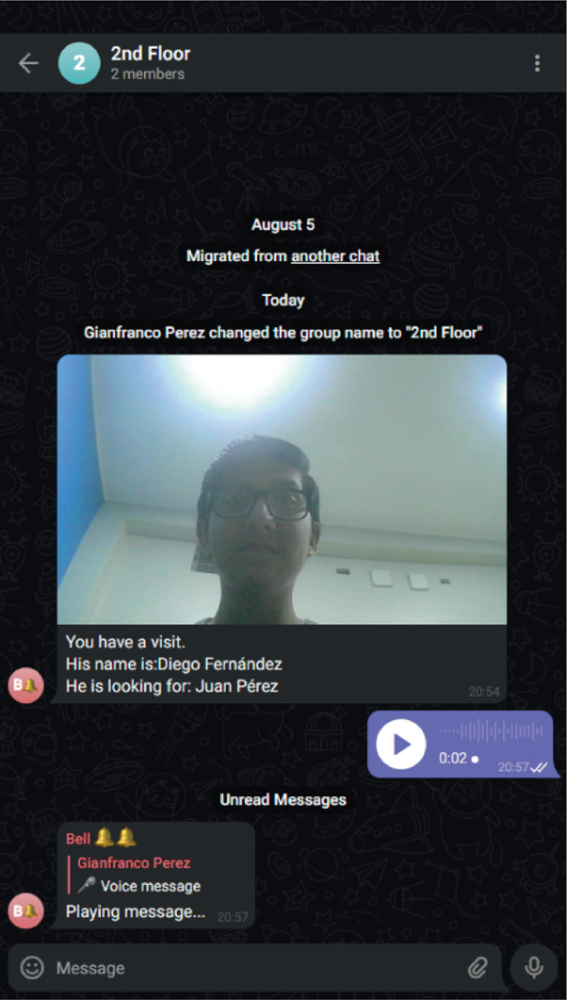 2
2nd Floor
2 members
E=mc²
August 5
Migrated from another chat
Today
Gianfranco Perez changed the group name to "2nd Floor"
You have a visit.
His name is:Diego Fernández
He is looking for: Juan Pérez
20:54
B🔔
0:02
20:57
Unread Messages
Bell 🔔🔔
Gianfranco Perez
🎤 Voice message
Playing message...
20:57
B🔔
Message